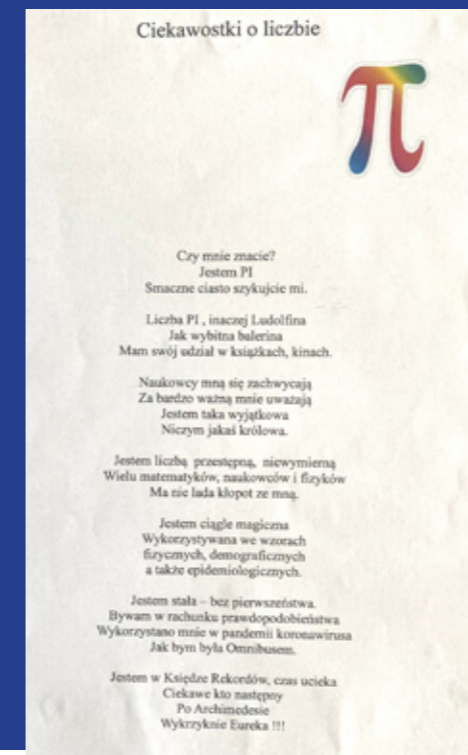 Ciekawostki o liczbie
π
Czy mnie znacie?
Jestem PI
Smaczne ciasto szykujcie mi.
Liczba PI , inaczej Ludolfina
Jak wybitna balerina
Mam swój udział w książkach, kinach.
Naukowcy mną się zachwycają
Za bardzo ważną mnie uważają
Jestem taka wyjątkowa
Niczym jakaś królowa.
Jestem liczbą przestępną, niewymierną
Wielu matematyków, naukowców i fizyków
Ma nie lada kłopot ze mną.
Jestem ciągle magiczna
Wykorzystywana we wzorach
fizycznych, demograficznych
a także epidemiologicznych.
Jestem stała – bez pierwszeństwa.
Bywam w rachunku prawdopodobieństwa
Wykorzystano mnie w pandemii koronawirusa
Jak bym była Omnibusem.
Jestem w Księdze Rekordów, czas ucieka
Ciekawe kto następny
Po Archimedesie
Wykrzyknie Eureka !!!